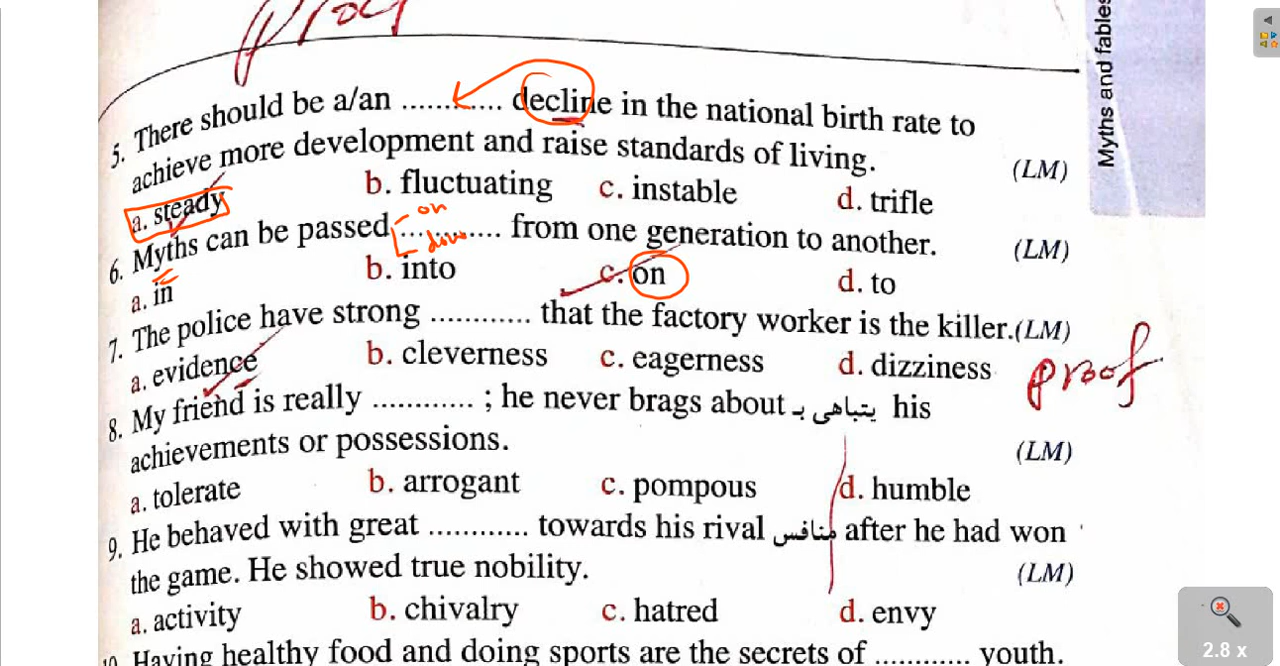 Myths and fables
5. There should be a/an ............ decline in the national birth rate to
achieve more development and raise standards of living. (LM)
a. steady b. fluctuating c. instable d. trifle
on
6. Myths can be passed ............ from one generation to another. (LM)
a. in b. into c. on d. to
7. The police have strong ............ that the factory worker is the killer.(LM)
a. evidence b. cleverness c. eagerness d. dizziness
proof
8. My friend is really ............ ; he never brags about يتباهى بـ his
achievements or possessions. (LM)
a. tolerate b. arrogant c. pompous d. humble
9. He behaved with great ............ towards his rival منافس after he had won
the game. He showed true nobility. (LM)
a. activity b. chivalry c. hatred d. envy
Having healthy food and doing sports are the secrets of ............ youth.
2.8 x